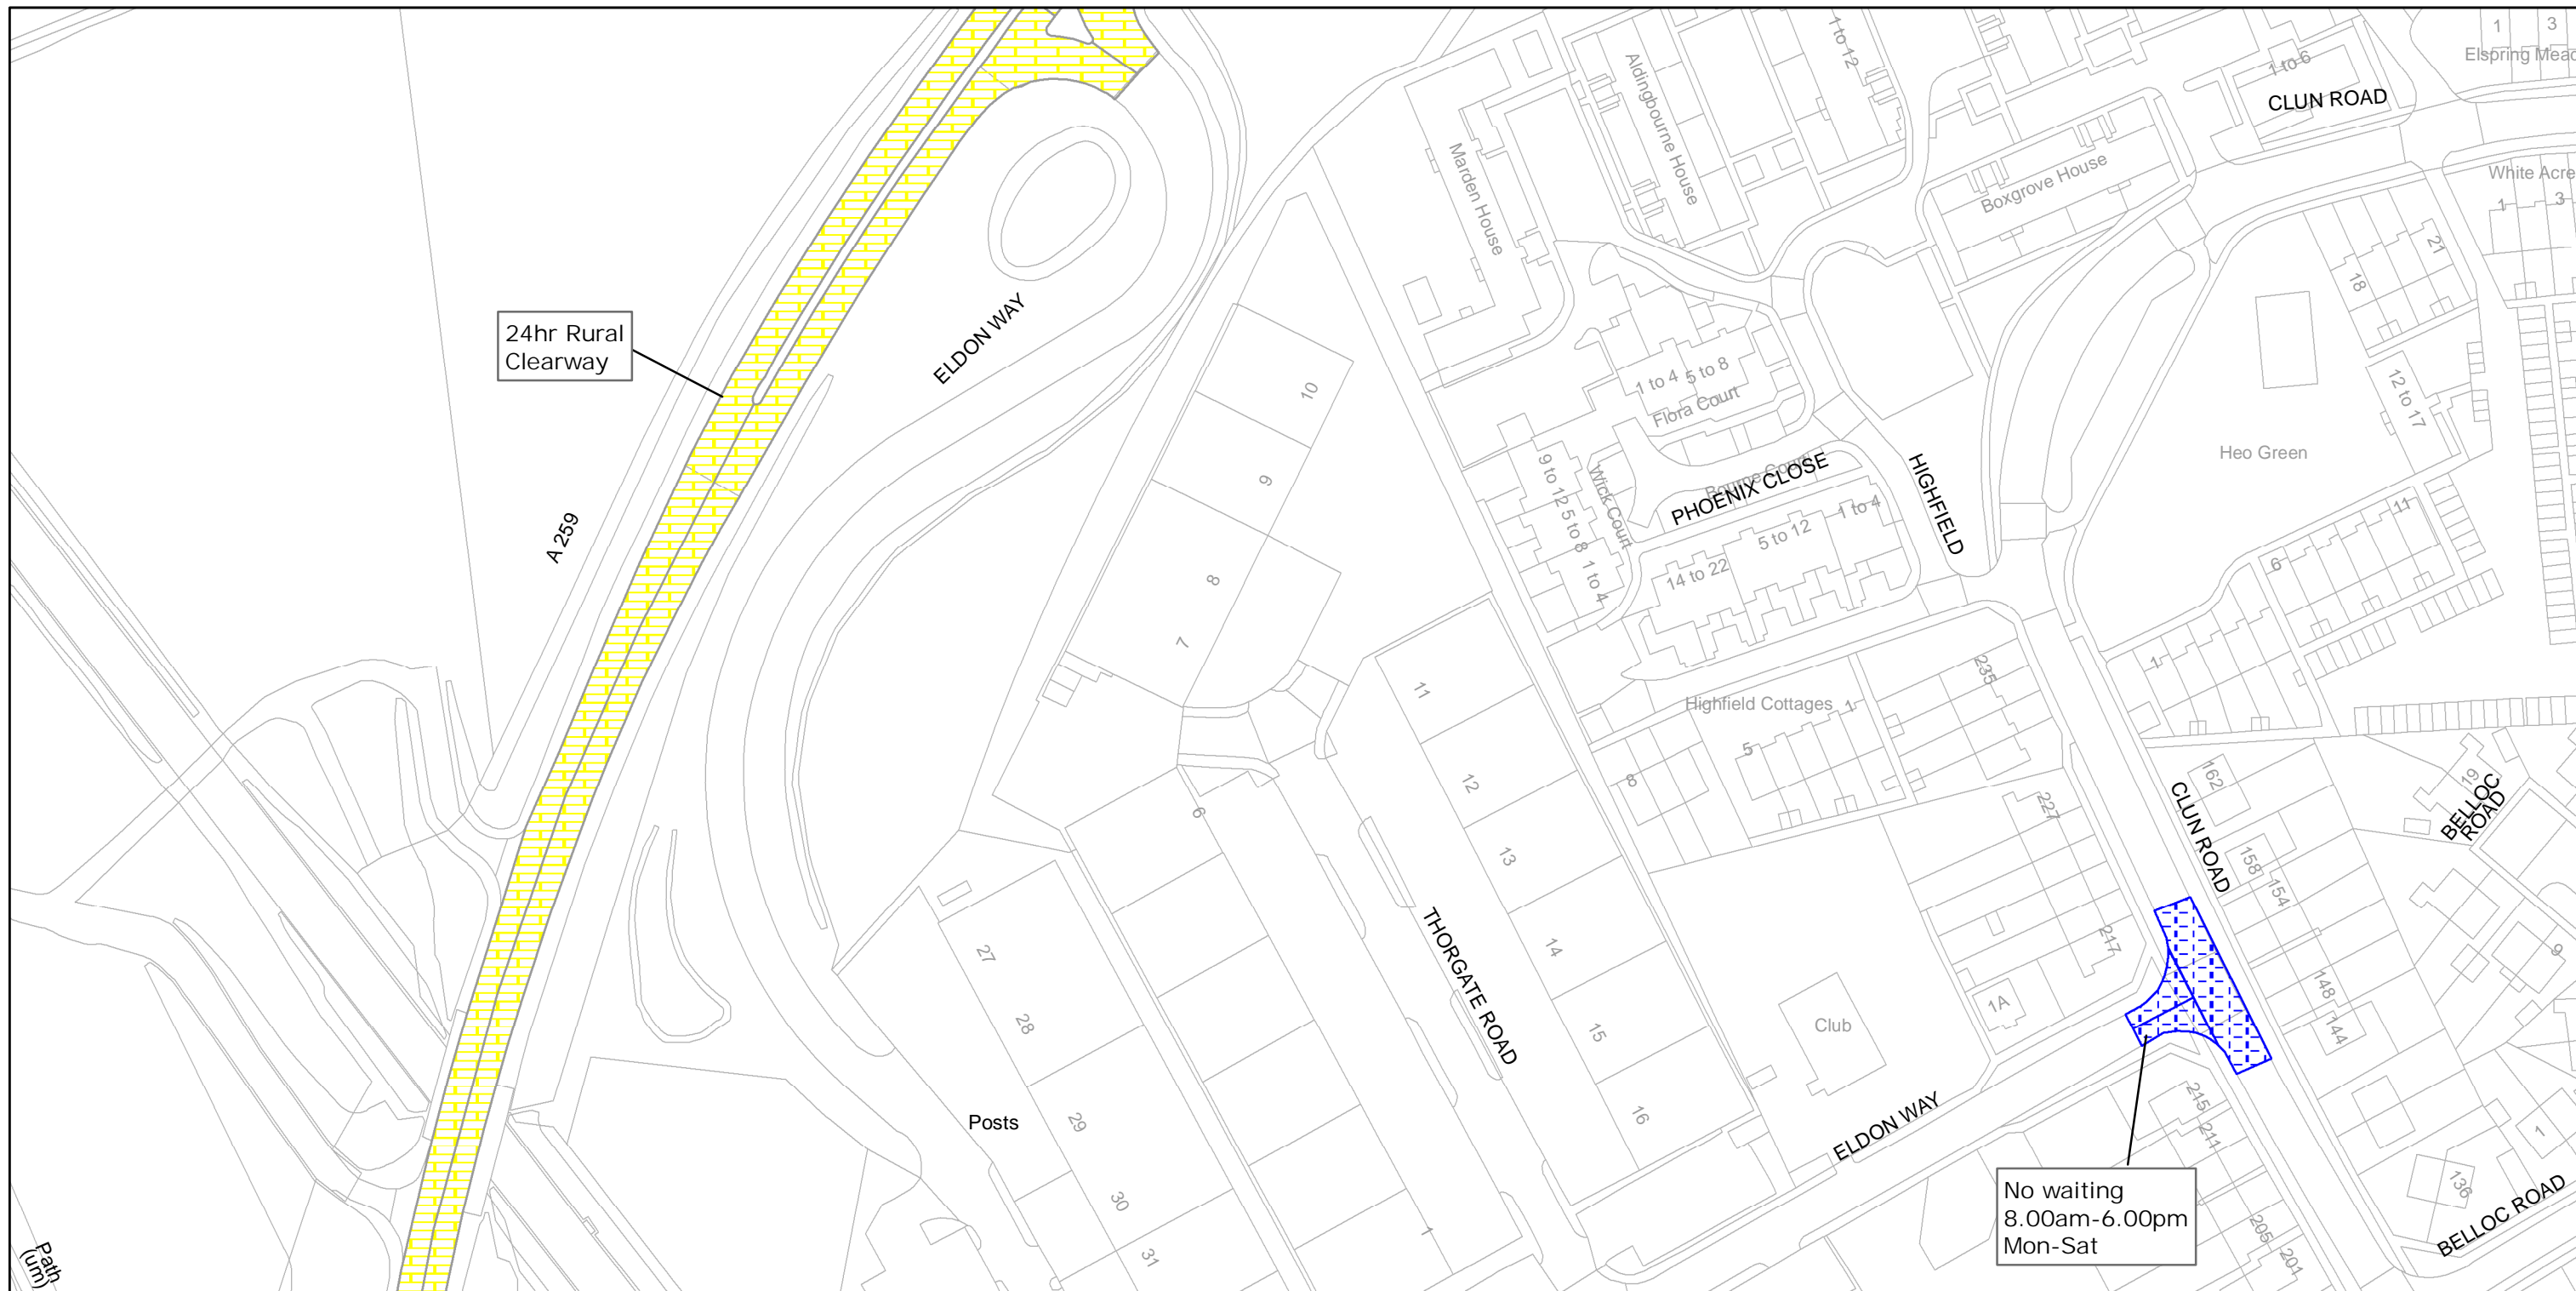 1
3
Elspring Mead
1 to 12
1 to 6
CLUN ROAD
Aldingbourne House
Marden House
Boxgrove House
White Acre
1
3
21
18
24hr Rural
Clearway
ELDON WAY
10
1 to 4
5 to 8
Flora Court
12 to 17
Heo Green
9
9 to 12
5 to 8
1 to 4
Wick Court
Bourne Court
PHOENIX CLOSE
HIGHFIELD
1 to 4
5 to 12
14 to 22
11
6
A 259
8
7
11
1
235
Highfield Cottages
1
5
8
12
6
13
227
162
CLUN ROAD
19
BELLOC
ROAD
158
154
217
9
THORGATE ROAD
14
27
28
15
1A
Club
148
144
Posts
29
16
ELDON WAY
215
211
1
136
30
31
1
205
201
BELLOC ROAD
No waiting
8.00am-6.00pm
Mon-Sat
Path
(um)